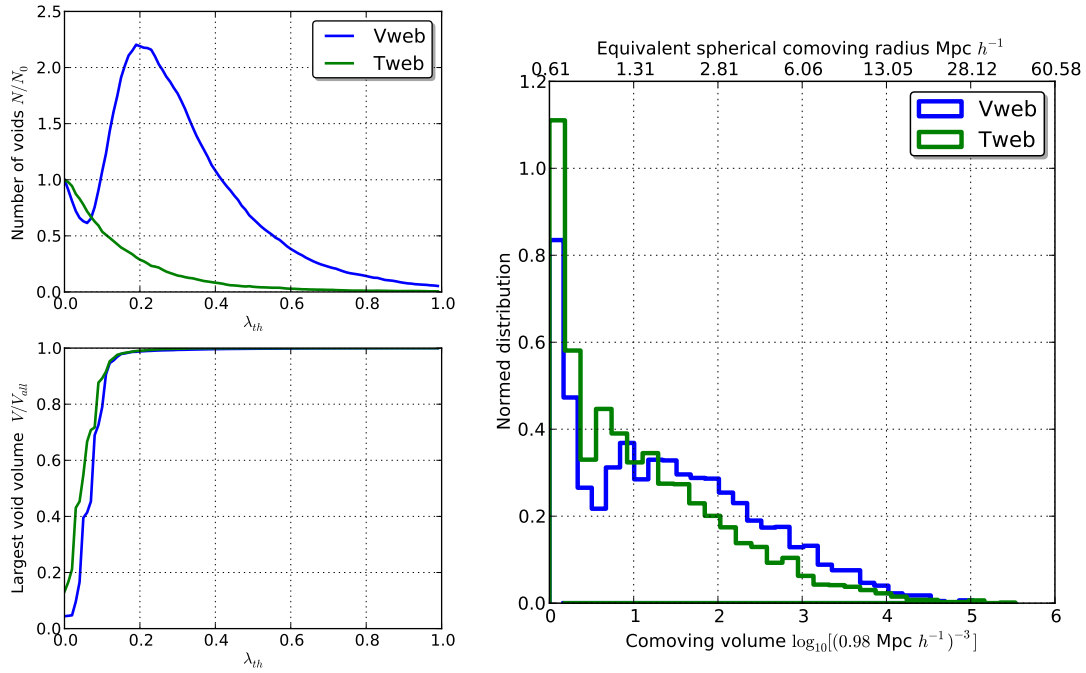 2.5
2.0
1.5
1.0
0.5
0.0
Number of voids N/N₀
Vweb
Tweb
0.0 0.2 0.4 0.6 0.8 1.0
λ_th
1.0
0.8
0.6
0.4
0.2
0.0
Largest void volume V/V_all
0.0 0.2 0.4 0.6 0.8 1.0
λ_th
Equivalent spherical comoving radius Mpc h⁻¹
0.61 1.31 2.81 6.06 13.05 28.12 60.58
1.2
1.0
0.8
0.6
0.4
0.2
0.0
Normed distribution
Vweb
Tweb
0 1 2 3 4 5 6
Comoving volume log₁₀[(0.98 Mpc h⁻¹)⁻³]